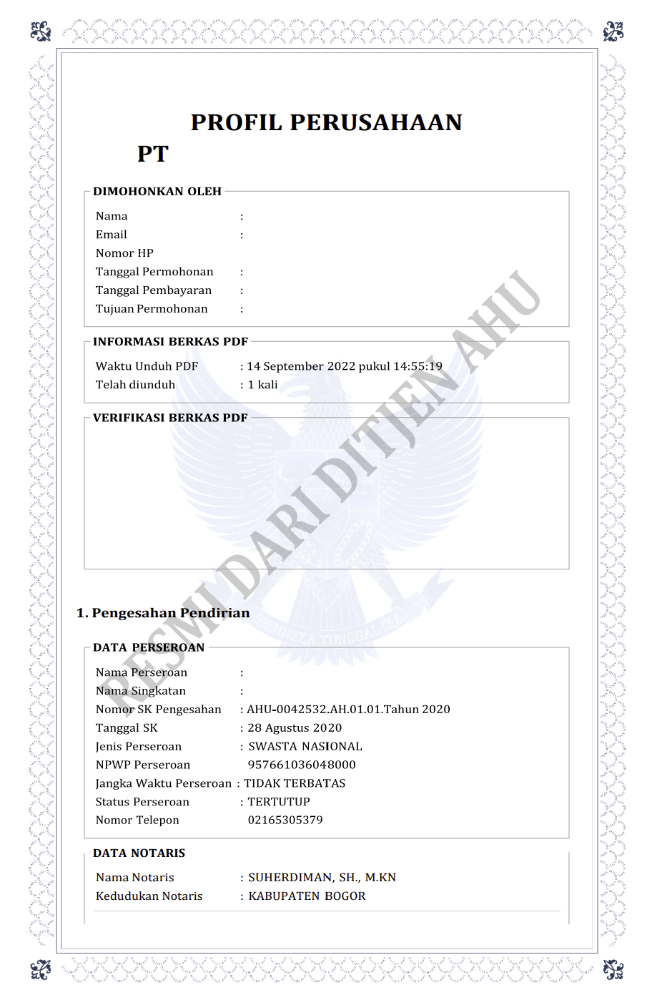 PROFIL PERUSAHAAN
PT
DIMOHONKAN OLEH
Nama :
Email :
Nomor HP
Tanggal Permohonan :
Tanggal Pembayaran :
Tujuan Permohonan :
INFORMASI BERKAS PDF
Waktu Unduh PDF : 14 September 2022 pukul 14:55:19
Telah diunduh : 1 kali
VERIFIKASI BERKAS PDF
RESMI DARI DITJEN AHU
1. Pengesahan Pendirian
DATA PERSEROAN
Nama Perseroan :
Nama Singkatan :
Nomor SK Pengesahan : AHU-0042532.AH.01.01.Tahun 2020
Tanggal SK : 28 Agustus 2020
Jenis Perseroan : SWASTA NASIONAL
NPWP Perseroan 957661036048000
Jangka Waktu Perseroan : TIDAK TERBATAS
Status Perseroan : TERTUTUP
Nomor Telepon 02165305379
DATA NOTARIS
Nama Notaris : SUHERDIMAN, SH., M.KN
Kedudukan Notaris : KABUPATEN BOGOR